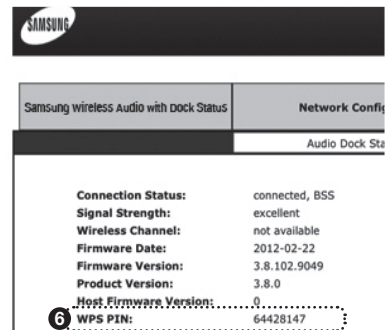 SAMSUNG
Samsung Wireless Audio with Dock Status Network Config
Audio Dock Sta
Connection Status: connected, BSS
Signal Strength: excellent
Wireless Channel: not available
Firmware Date: 2012-02-22
Firmware Version: 3.8.102.9049
Product Version: 3.8.0
Host Firmware Version: 0
6 WPS PIN: 64428147